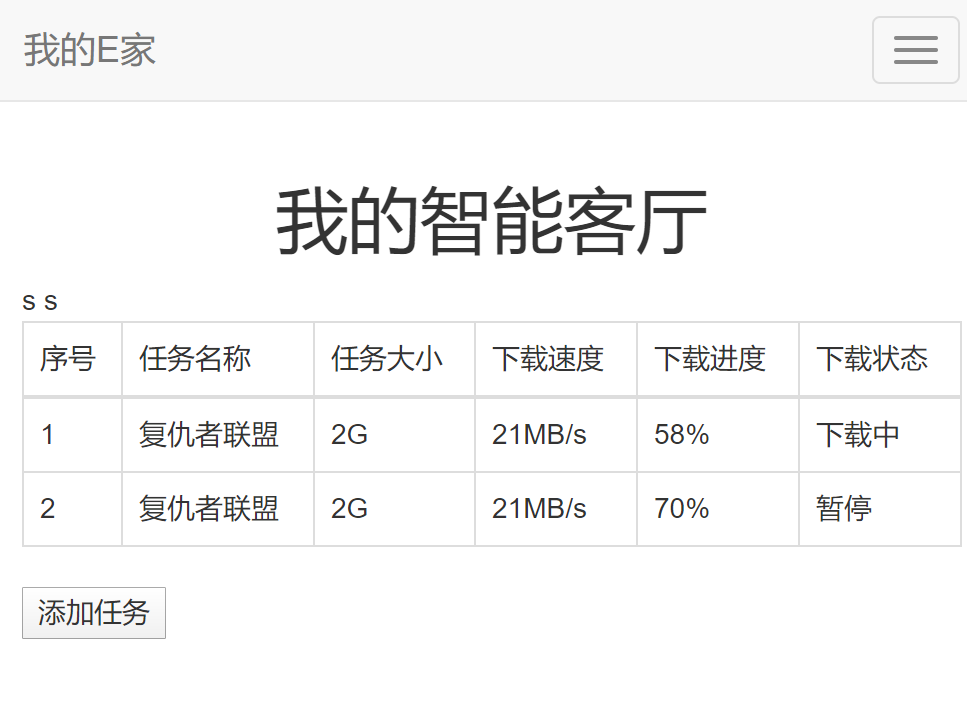 我的E家
我的智能客厅
s s
序号 任务名称 任务大小 下载速度 下载进度 下载状态
1 复仇者联盟 2G 21MB/s 58% 下载中
2 复仇者联盟 2G 21MB/s 70% 暂停
添加任务